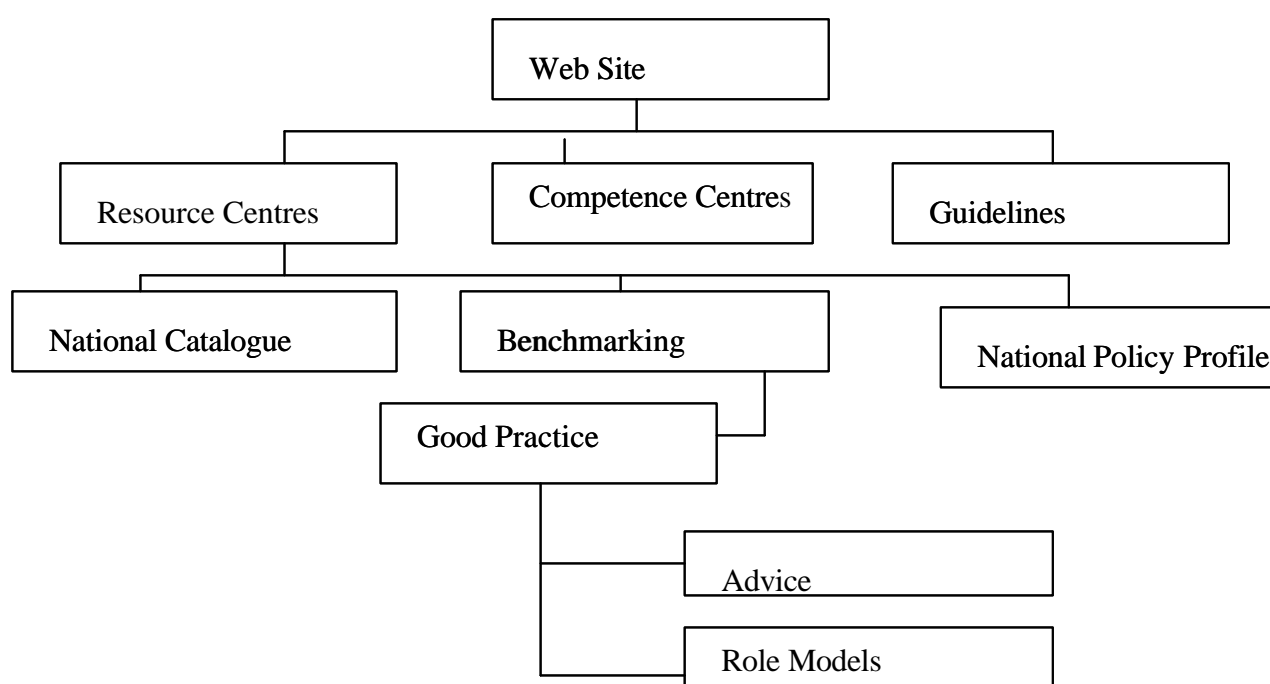 Web Site
Resource Centres
Competence Centres
Guidelines
National Catalogue
Benchmarking
National Policy Profile
Good Practice
Advice
Role Models